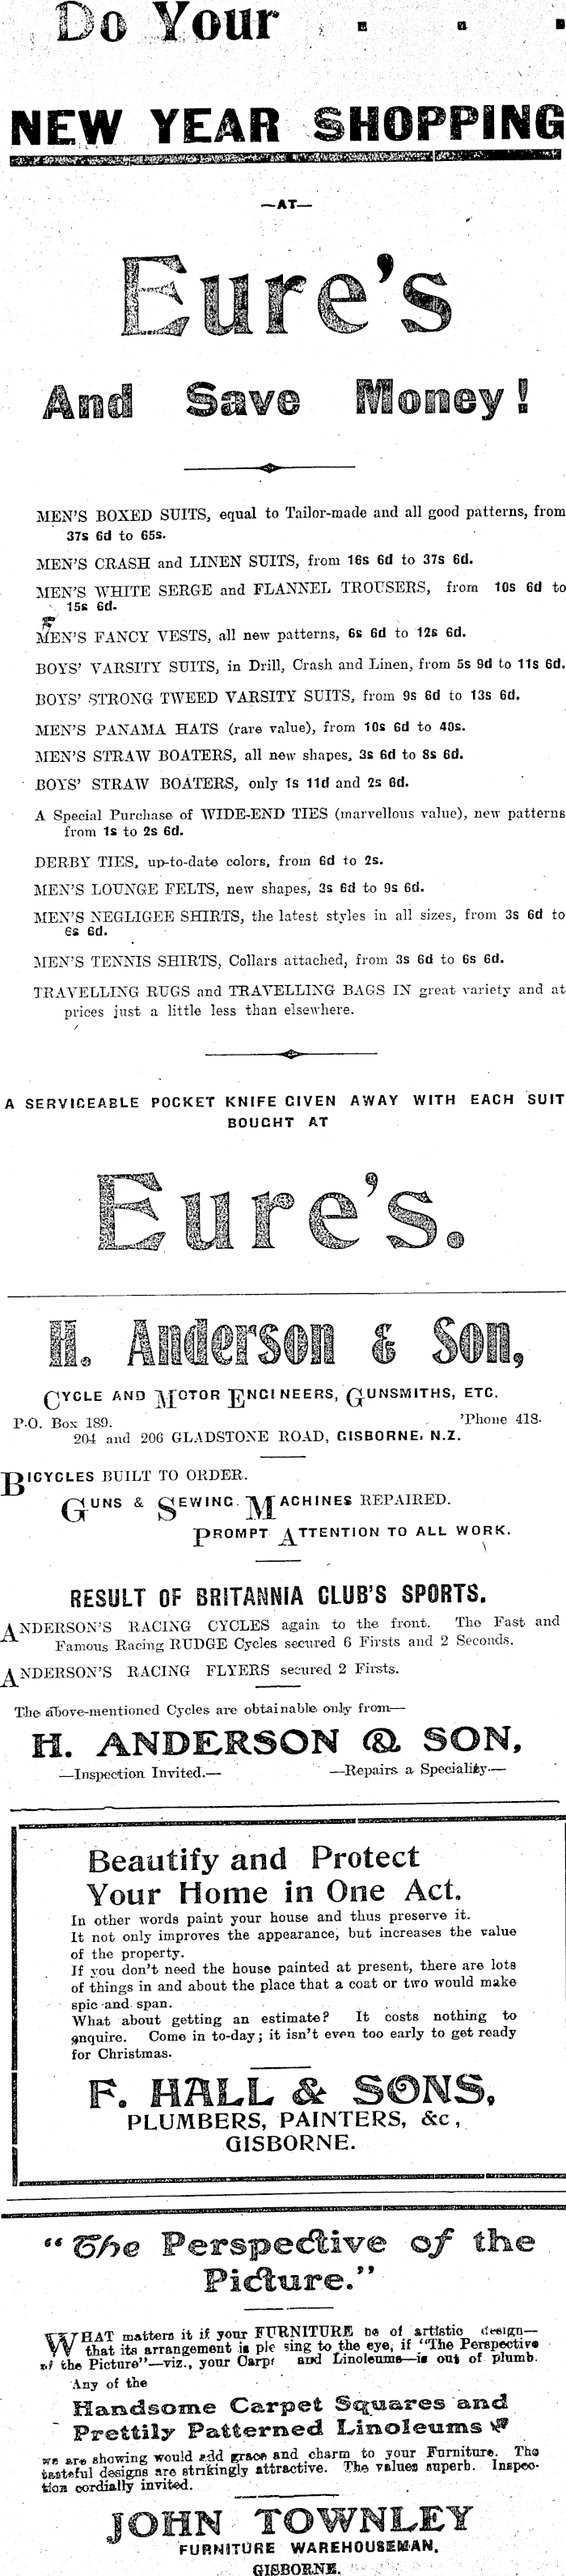 Do Your
NEW YEAR SHOPPING
—AT—
Eure's
And Save Money!
MEN'S BOXED SUITS, equal to Tailor-made and all good patterns, from
37s 6d to 65s.
MEN'S CRASH and LINEN SUITS, from 16s 6d to 37s 6d.
MEN'S WHITE SERGE and FLANNEL TROUSERS, from 10s 6d to
15s 6d.
MEN'S FANCY VESTS, all new patterns, 6s 6d to 12s 6d.
BOYS' VARSITY SUITS, in Drill, Crash and Linen, from 5s 9d to 11s 6d.
BOYS' STRONG TWEED VARSITY SUITS, from 9s 6d to 13s 6d.
MEN'S PANAMA HATS (rare value), from 10s 6d to 40s.
MEN'S STRAW BOATERS, all new shapes, 3s 6d to 8s 6d.
BOYS' STRAW BOATERS, only 1s 11d and 2s 6d.
A Special Purchase of WIDE-END TIES (marvellous value), new patterns
from 1s to 2s 6d.
DERBY TIES, up-to-date colors, from 6d to 2s.
MEN'S LOUNGE FELTS, new shapes, 3s 6d to 9s 6d.
MEN'S NEGLIGEE SHIRTS, the latest styles in all sizes, from 3s 6d to
6s 6d.
MEN'S TENNIS SHIRTS, Collars attached, from 3s 6d to 6s 6d.
TRAVELLING RUGS and TRAVELLING BAGS IN great variety and at
prices just a little less than elsewhere.
A SERVICEABLE POCKET KNIFE GIVEN AWAY WITH EACH SUIT
BOUGHT AT
Eure's.
H. Anderson & Son,
CYCLE AND MOTOR ENGINEERS, GUNSMITHS, ETC.
P.O. Box 189. 'Phone 418.
204 and 206 GLADSTONE ROAD, GISBORNE, N.Z.
BICYCLES BUILT TO ORDER.
GUNS & SEWING MACHINES REPAIRED.
PROMPT ATTENTION TO ALL WORK.
RESULT OF BRITANNIA CLUB'S SPORTS.
ANDERSON'S RACING CYCLES again to the front. The Fast and
Famous Racing RUDGE Cycles secured 6 Firsts and 2 Seconds.
ANDERSON'S RACING FLYERS secured 2 Firsts.
The above-mentioned Cycles are obtainable only from—
H. ANDERSON & SON,
—Inspection Invited.— —Repairs a Speciality.—
Beautify and Protect
Your Home in One Act.
In other words paint your house and thus preserve it.
It not only improves the appearance, but increases the value
of the property.
If you don't need the house painted at present, there are lots
of things in and about the place that a coat or two would make
spic and span.
What about getting an estimate? It costs nothing to
enquire. Come in to-day; it isn't even too early to get ready
for Christmas.
F. HALL & SONS,
PLUMBERS, PAINTERS, &c.,
GISBORNE.
"The Perspective of the
Picture."
WHAT matters it if your FURNITURE be of artistic design—
that its arrangement is pleasing to the eye, if "The Perspective
of the Picture"—viz., your Carpet and Linoleums—is out of plumb.
Any of the
Handsome Carpet Squares and
Prettily Patterned Linoleums
we are showing would add grace and charm to your Furniture. The
tasteful designs are strikingly attractive. The values superb. Inspec-
tion cordially invited.
JOHN TOWNLEY
FURNITURE WAREHOUSEMAN,
GISBORNE.